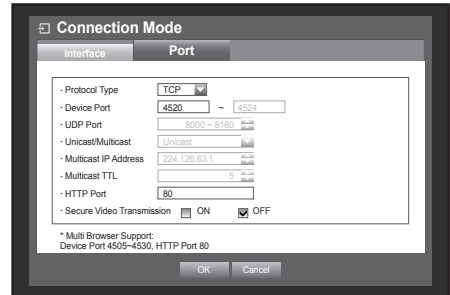 Connection Mode
Interface Port
· Protocol Type TCP
· Device Port 4520 ~ 4524
· UDP Port 8000 ~ 8160
· Unicast/Multicast Unicast
· Multicast IP Address 224.126.63.1
· Multicast TTL 5
· HTTP Port 80
· Secure Video Transmission ON OFF
* Multi Browser Support:
Device Port 4505~4530, HTTP Port 80
OK Cancel